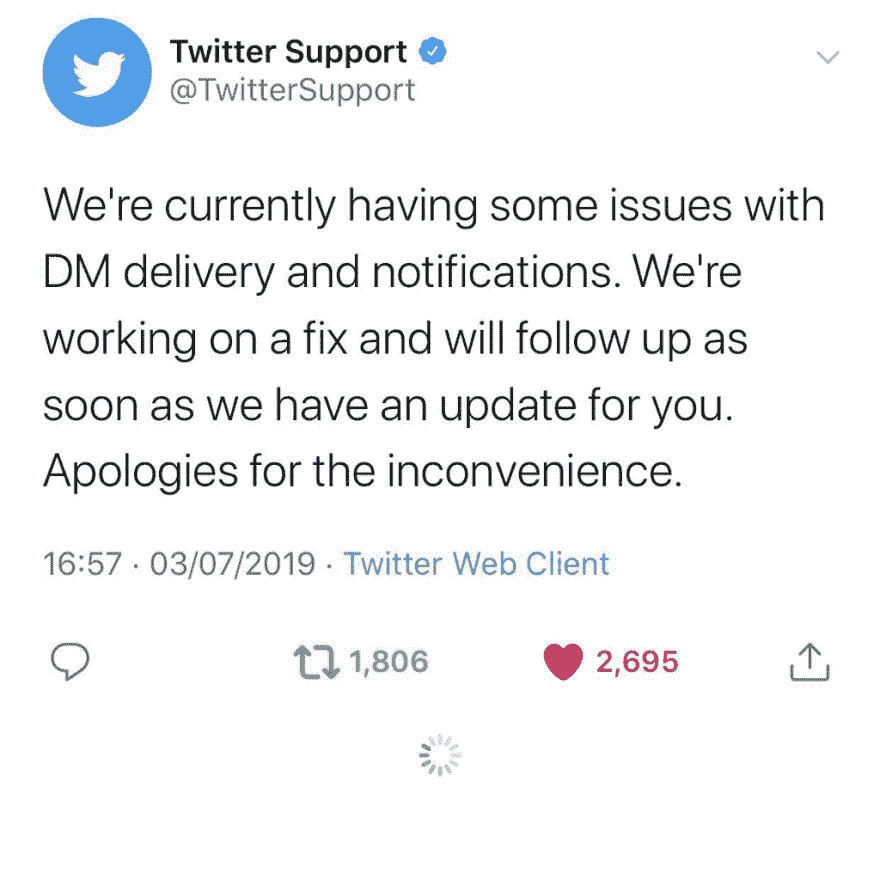 Twitter Support
@TwitterSupport
We're currently having some issues with
DM delivery and notifications. We're
working on a fix and will follow up as
soon as we have an update for you.
Apologies for the inconvenience.
16:57 · 03/07/2019 · Twitter Web Client
1,806 2,695